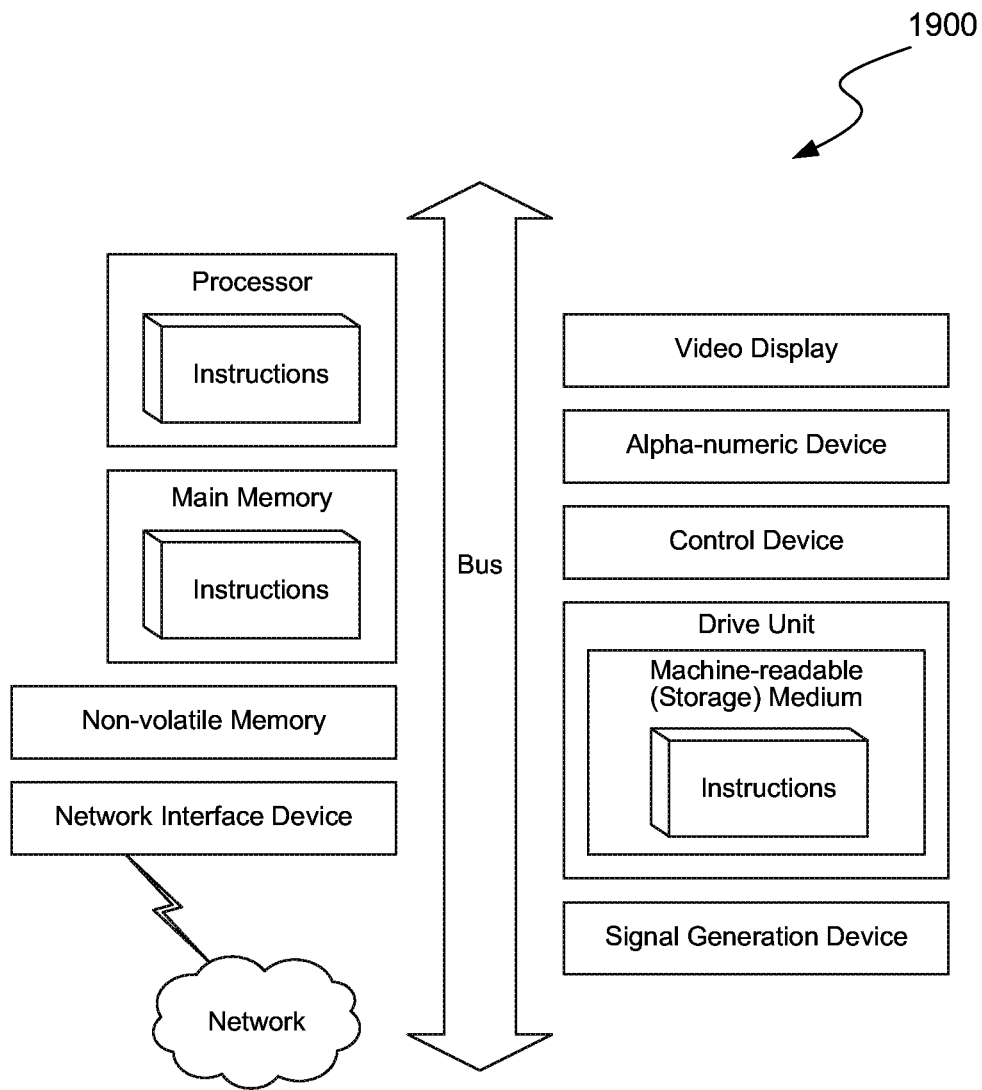 1900
Processor
Instructions
Main Memory
Instructions
Non-volatile Memory
Network Interface Device
Network
Bus
Video Display
Alpha-numeric Device
Control Device
Drive Unit
Machine-readable
(Storage) Medium
Instructions
Signal Generation Device